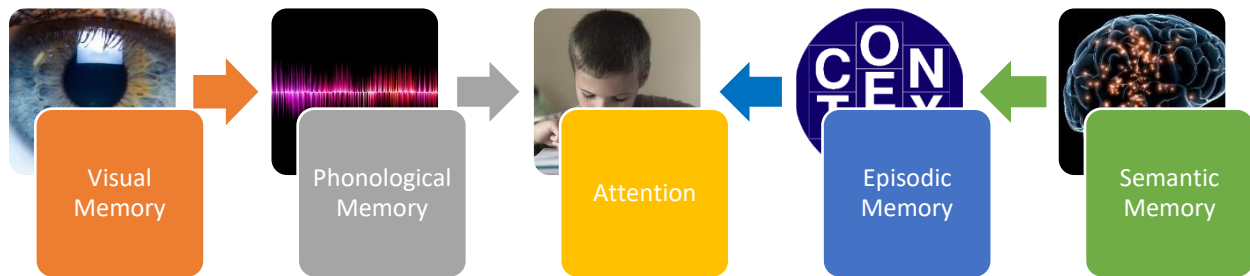 CON
O
E
Visual
Memory
Phonological
Memory
Attention
Episodic
Memory
Semantic
Memory